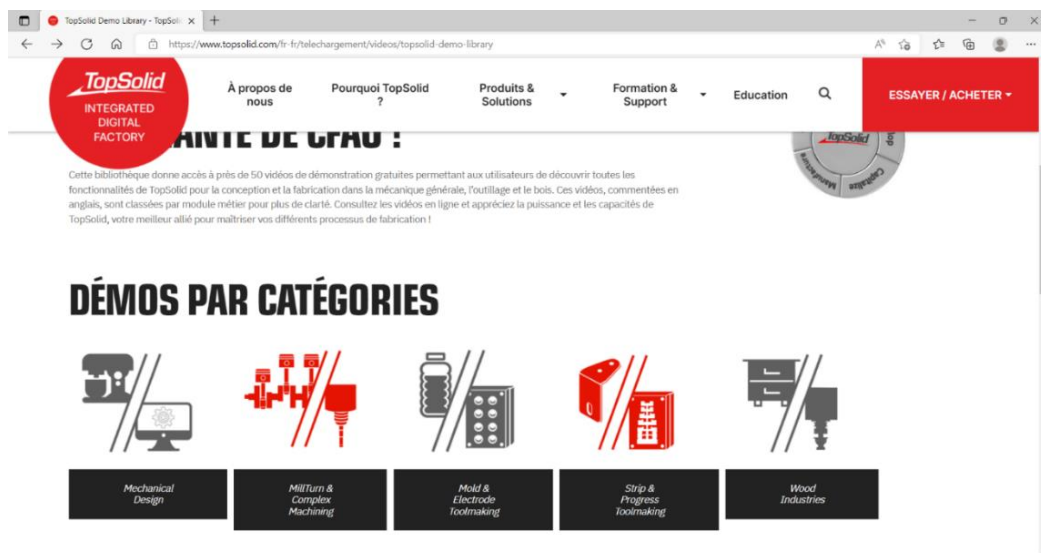 TopSolid Demo Library - TopSoli
https://www.topsolid.com/fr-fr/telechargement/videos/topsolid-demo-library
TopSolid
INTEGRATED
DIGITAL
FACTORY
À propos de
nous
Pourquoi TopSolid
?
Produits &
Solutions
Formation &
Support
Education
ESSAYER / ACHETER
DE CFAO !
TopSolid
Capitalize
Manufacture
Cette bibliothèque donne accès à près de 50 vidéos de démonstration gratuites permettant aux utilisateurs de découvrir toutes les
fonctionnalités de TopSolid pour la conception et la fabrication dans la mécanique générale, l'outillage et le bois. Ces vidéos, commentées en
anglais, sont classées par module métier pour plus de clarté. Consultez les vidéos en ligne et appréciez la puissance et les capacités de
TopSolid, votre meilleur allié pour maîtriser vos différents processus de fabrication !
DÉMOS PAR CATÉGORIES
Mechanical
Design
MillTurn &
Complex
Machining
Mold &
Electrode
Toolmaking
Strip &
Progress
Toolmaking
Wood
Industries